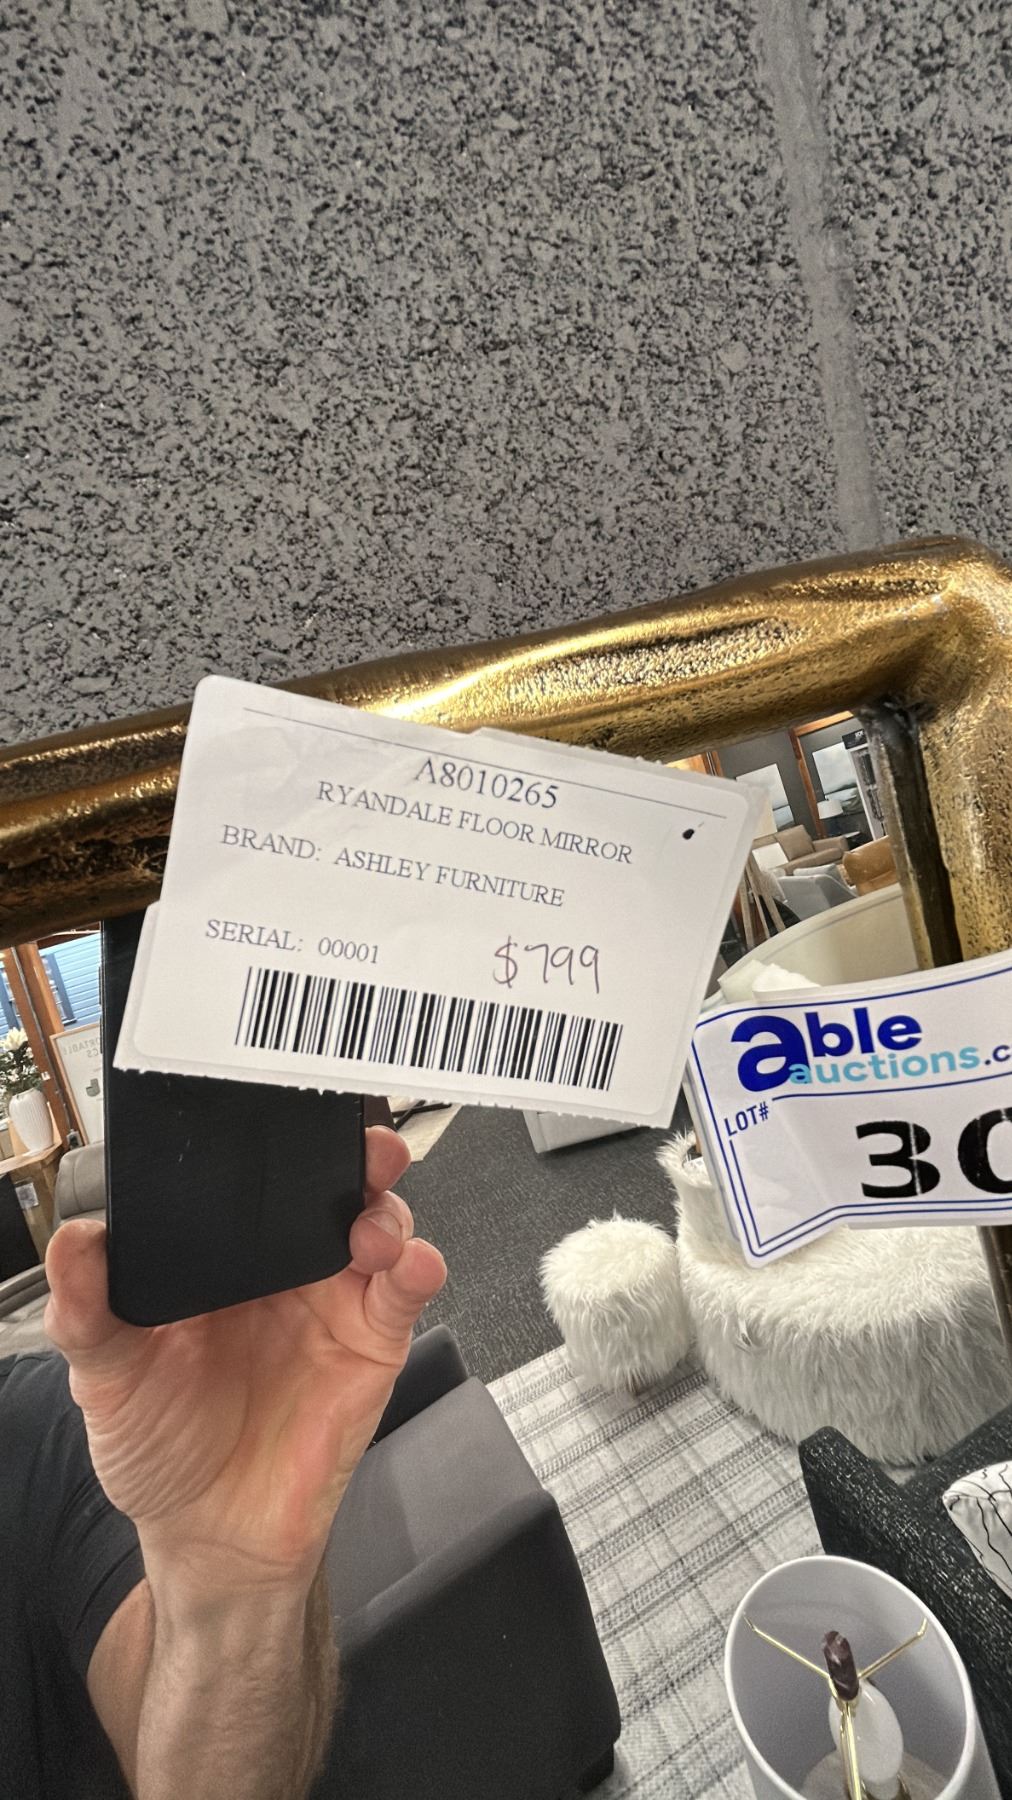 A8010265
RYANDALE FLOOR MIRROR
BRAND: ASHLEY FURNITURE
SERIAL: 00001
$799
able
auctions.c
LOT#
30